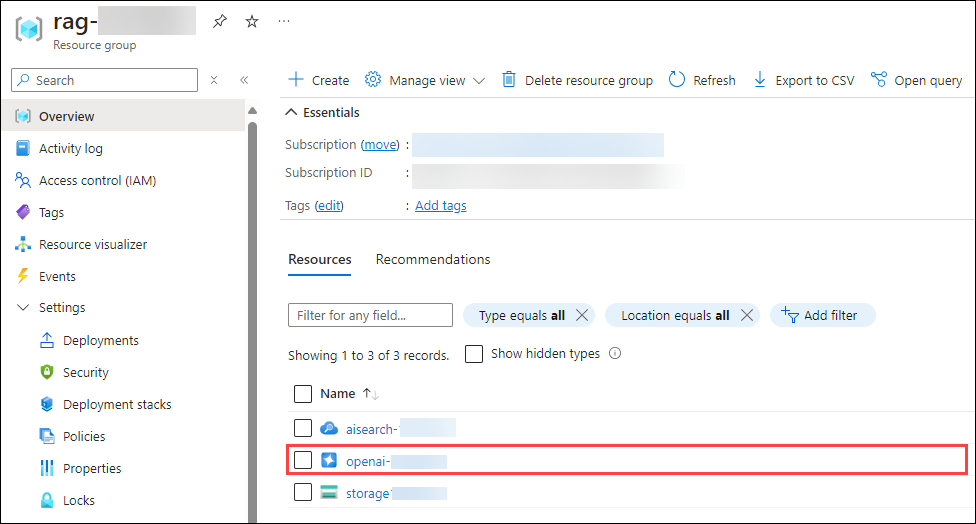 rag-
Resource group
Search
Overview
Activity log
Access control (IAM)
Tags
Resource visualizer
Events
Settings
Deployments
Security
Deployment stacks
Policies
Properties
Locks
Create Manage view Delete resource group Refresh Export to CSV Open query
Essentials
Subscription (move) :
Subscription ID :
Tags (edit) : Add tags
Resources Recommendations
Filter for any field... Type equals all Location equals all Add filter
Showing 1 to 3 of 3 records. Show hidden types
Name
aisearch-
openai-
storage